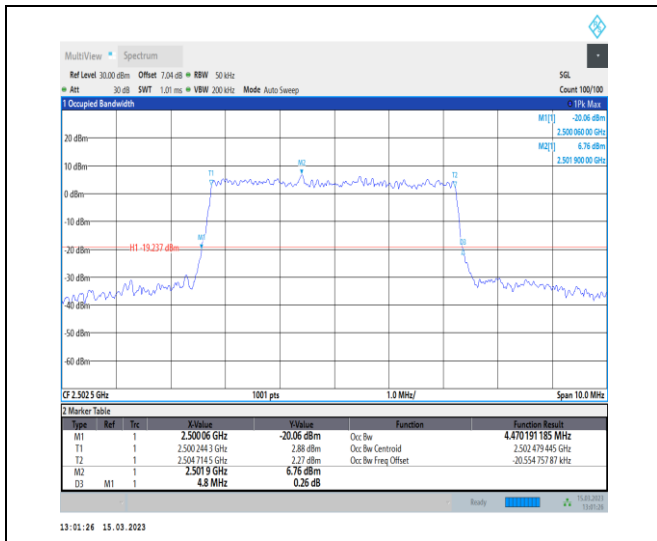 MultiView Spectrum
Ref Level 30.00 dBm Offset 7.04 dB RBW 50 kHz SGL
Att 30 dB SWT 1.01 ms VBW 200 kHz Mode Auto Sweep Count 100/100
1 Occupied Bandwidth 1Pk Max
M1[1] -20.06 dBm
2.500 060 00 GHz
M2[1] 6.76 dBm
2.501 900 00 GHz
20 dBm
10 dBm
M2
T1 T2
0 dBm
-10 dBm
M1 D3
-20 dBm H1 -19.237 dBm
-30 dBm
-40 dBm
-50 dBm
-60 dBm
CF 2.502 5 GHz 1001 pts 1.0 MHz/ Span 10.0 MHz
2 Marker Table
Type Ref Trc X-Value Y-Value Function Function Result
M1 1 2.500 06 GHz -20.06 dBm Occ Bw 4.470 191 185 MHz
T1 1 2.500 244 3 GHz 2.88 dBm Occ Bw Centroid 2.502 479 445 GHz
T2 1 2.504 714 5 GHz 2.27 dBm Occ Bw Freq Offset -20.554 757 87 kHz
M2 1 2.501 9 GHz 6.76 dBm
D3 M1 1 4.8 MHz 0.26 dB
Ready 15.03.2023
13:01:26
13:01:26 15.03.2023